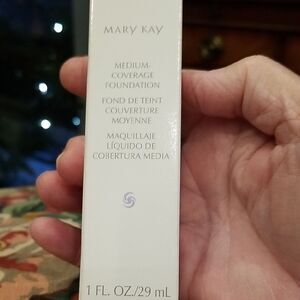 MARY KAY
MEDIUM-
COVERAGE
FOUNDATION
FOND DE TEINT
COUVERTURE
MOYENNE
MAQUILLAJE
LÍQUIDO DE
COBERTURA MEDIA
1 FL. OZ./29 mL